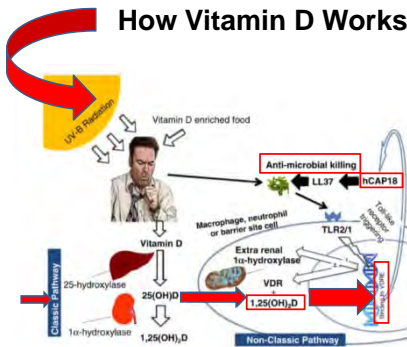 How Vitamin D Works
UV-B Radiation
Vitamin D enriched food
Anti-microbial killing
LL37
hCAP18
Macrophage, neutrophil
or barrier site cell
TLR2/1
Toll-like
receptor
triggering
Vitamin D
Extra renal
1α-hydroxylase
Classic Pathway
25-hydroxylase
25(OH)D
VDR
+
1,25(OH)₂D
1α-hydroxylase
1,25(OH)₂D
Non-Classic Pathway